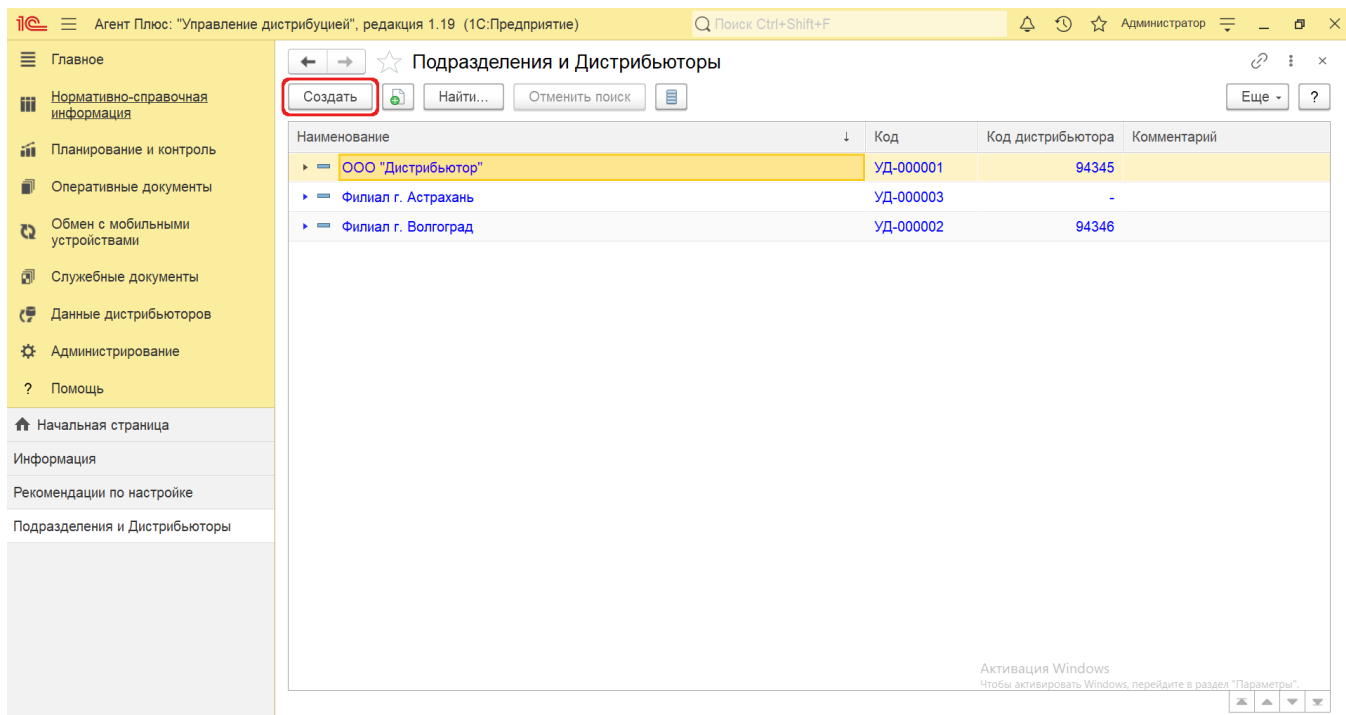 1С Агент Плюс: "Управление дистрибуцией", редакция 1.19 (1С:Предприятие) Поиск Ctrl+Shift+F Администратор
Главное
Нормативно-справочная
информация
Планирование и контроль
Оперативные документы
Обмен с мобильными
устройствами
Служебные документы
Данные дистрибьюторов
Администрирование
? Помощь
Начальная страница
Информация
Рекомендации по настройке
Подразделения и Дистрибьюторы
Подразделения и Дистрибьюторы
Создать Найти... Отменить поиск Еще ?
Наименование ↓ Код Код дистрибьютора Комментарий
ООО "Дистрибьютор" УД-000001 94345
Филиал г. Астрахань УД-000003 -
Филиал г. Волгоград УД-000002 94346
Активация Windows
Чтобы активировать Windows, перейдите в раздел "Параметры".